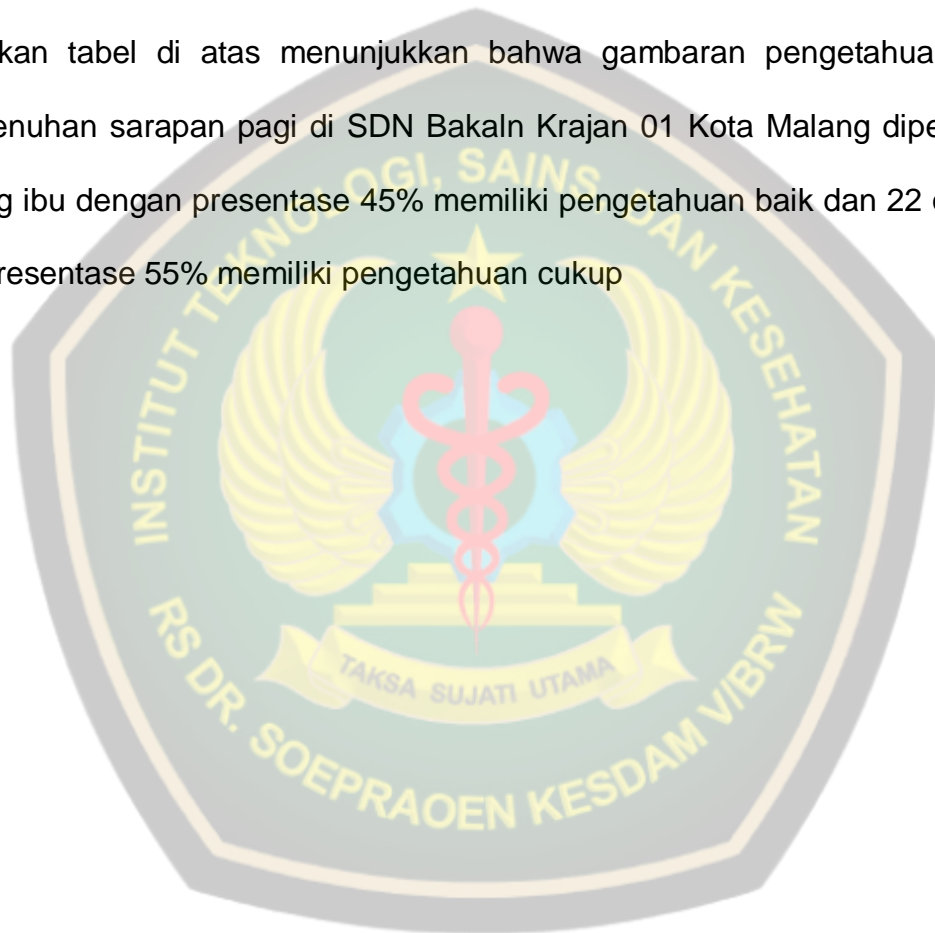 kan tabel di atas menunjukkan bahwa gambaran pengetahua
enuhan sarapan pagi di SDN Bakaln Krajan 01 Kota Malang dipe
g ibu dengan presentase 45% memiliki pengetahuan baik dan 22
resentase 55% memiliki pengetahuan cukup
INSTITUT TEKNOLOGI, SAINS, DAN KESEHATAN
TAKSA SUJATI UTAMA
RS DR. SOEPRAOEN KESDAM V/BRW